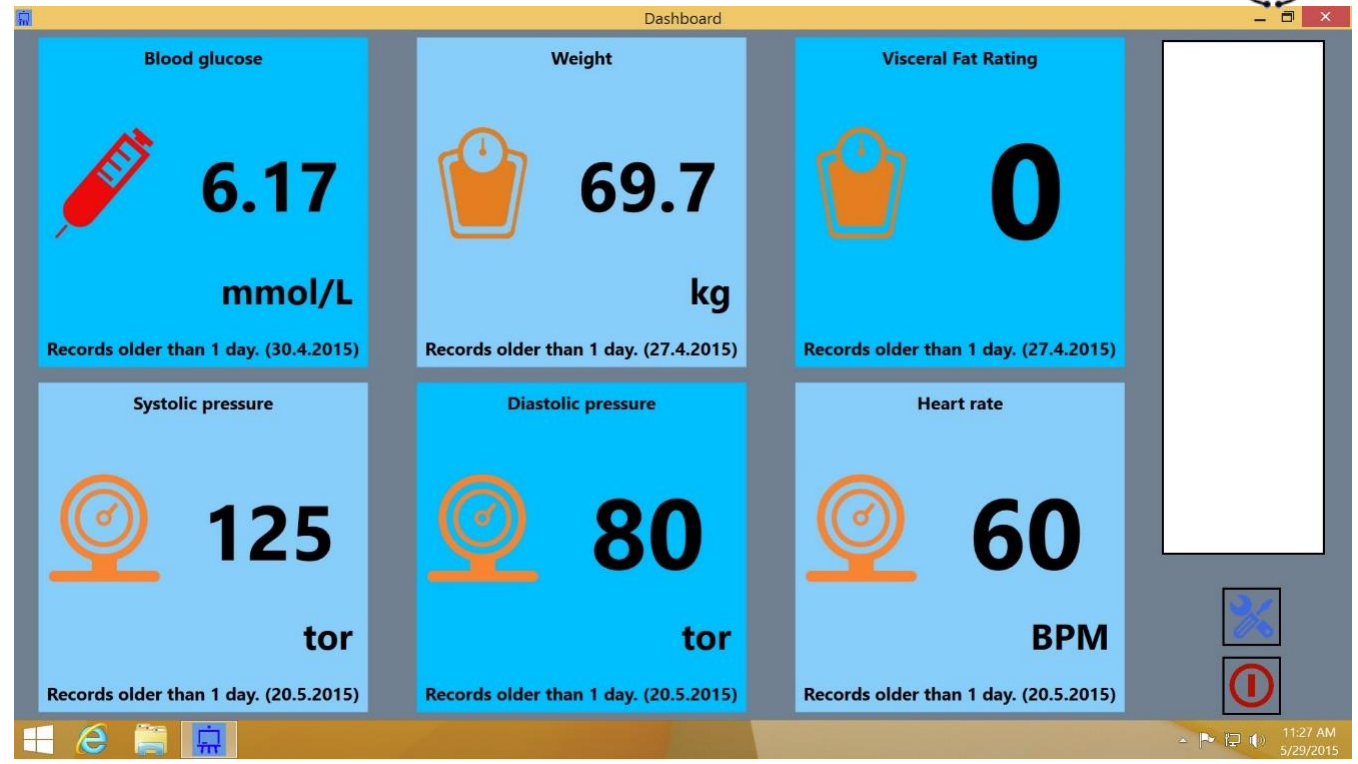 Dashboard
Blood glucose
6.17
mmol/L
Records older than 1 day. (30.4.2015)
Weight
69.7
kg
Records older than 1 day. (27.4.2015)
Visceral Fat Rating
0
Records older than 1 day. (27.4.2015)
Systolic pressure
125
tor
Records older than 1 day. (20.5.2015)
Diastolic pressure
80
tor
Records older than 1 day. (20.5.2015)
Heart rate
60
BPM
Records older than 1 day. (20.5.2015)
11:27 AM
5/29/2015